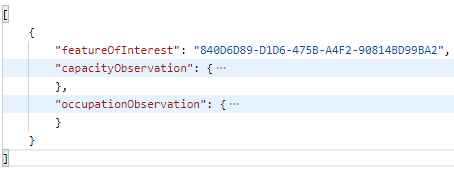 [
{
"featureOfInterest": "840D6D89-D1D6-475B-A4F2-90814BD99BA2",
"capacityObservation": { ···
},
"occupationObservation": { ···
}
}
]